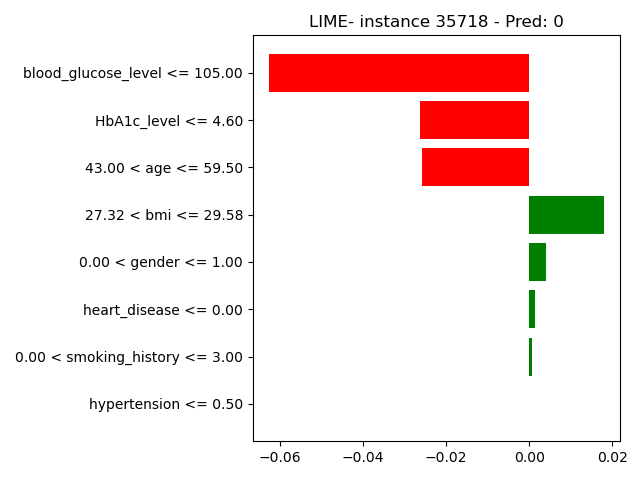 LIME- instance 35718 - Pred: 0
blood_glucose_level <= 105.00
HbA1c_level <= 4.60
43.00 < age <= 59.50
27.32 < bmi <= 29.58
0.00 < gender <= 1.00
heart_disease <= 0.00
0.00 < smoking_history <= 3.00
hypertension <= 0.50
−0.06 −0.04 −0.02 0.00 0.02